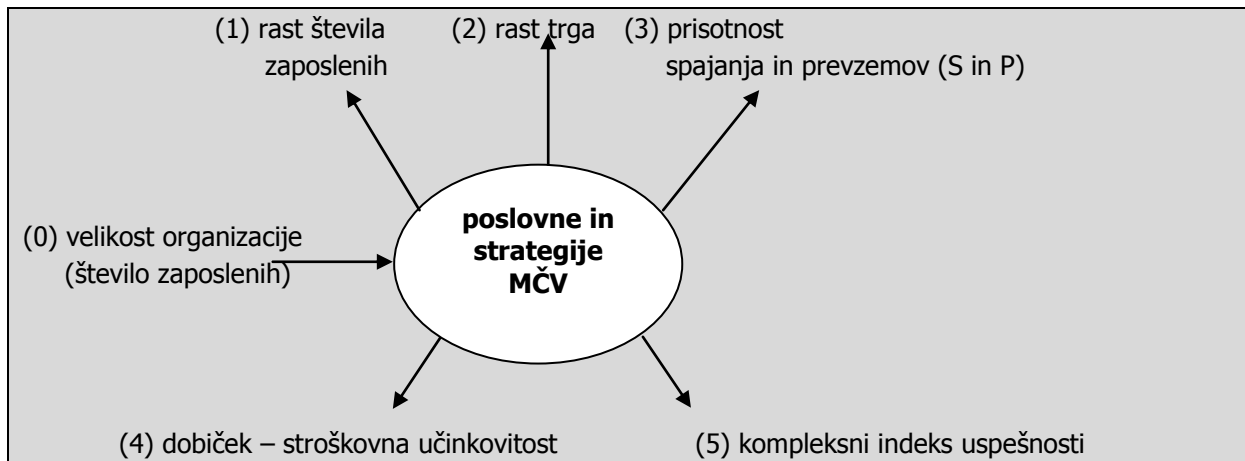 (1) rast števila
zaposlenih
(2) rast trga
(3) prisotnost
spajanja in prevzemov (S in P)
(0) velikost organizacije
(število zaposlenih)
poslovne in
strategije
MČV
(4) dobiček – stroškovna učinkovitost
(5) kompleksni indeks uspešnosti